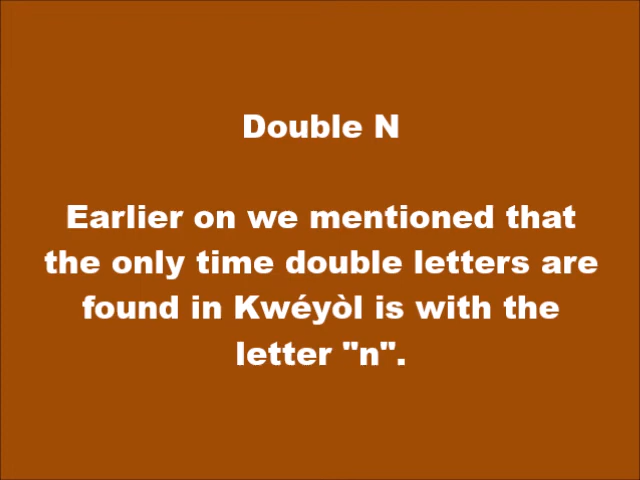 Double N
Earlier on we mentioned that
the only time double letters are
found in Kwéyòl is with the
letter "n".